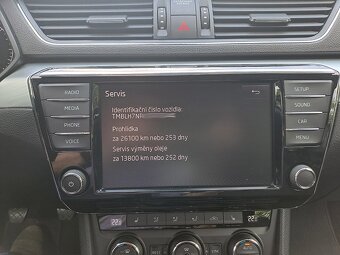 Servis
RADIO
MEDIA
PHONE
VOICE
Identifikační číslo vozidla:
TMBLH7NP
Prohlídka
za 26100 km nebo 253 dny
Servis výměny oleje
za 13800 km nebo 252 dny
SETUP
SOUND
CAR
MENU